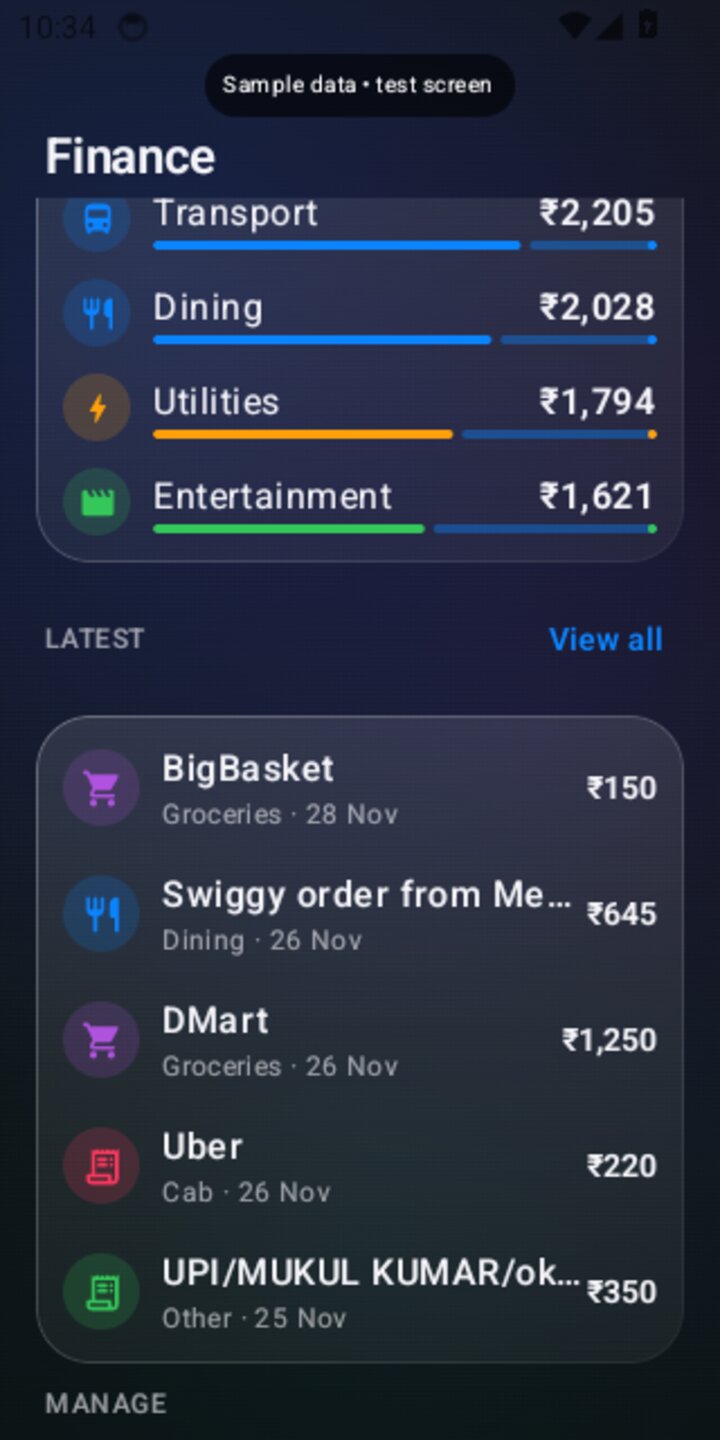 10:34
Sample data • test screen
Finance
Transport ₹2,205
Dining ₹2,028
Utilities ₹1,794
Entertainment ₹1,621
LATEST View all
BigBasket
Groceries · 28 Nov ₹150
Swiggy order from Me... ₹645
Dining · 26 Nov
DMart
Groceries · 26 Nov ₹1,250
Uber
Cab · 26 Nov ₹220
UPI/MUKUL KUMAR/ok... ₹350
Other · 25 Nov
MANAGE